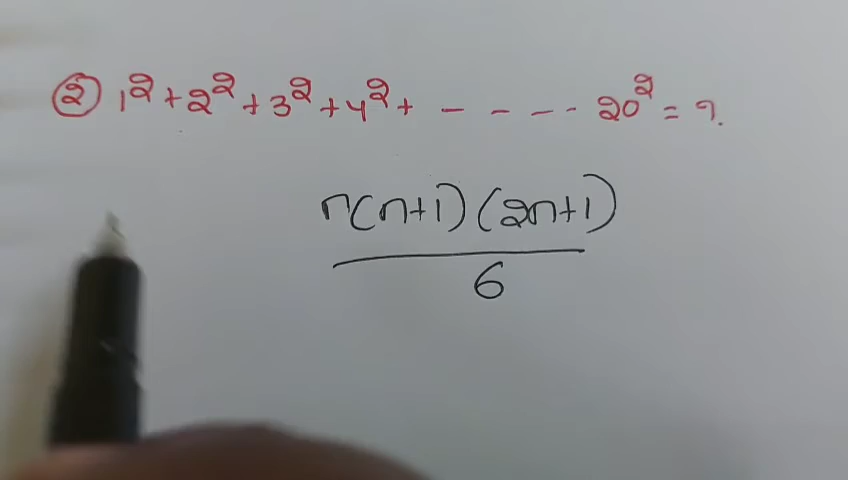 ② 1² + 2² + 3² + 4² + - - - - - 20² = ?
n(n+1)(2n+1)
6